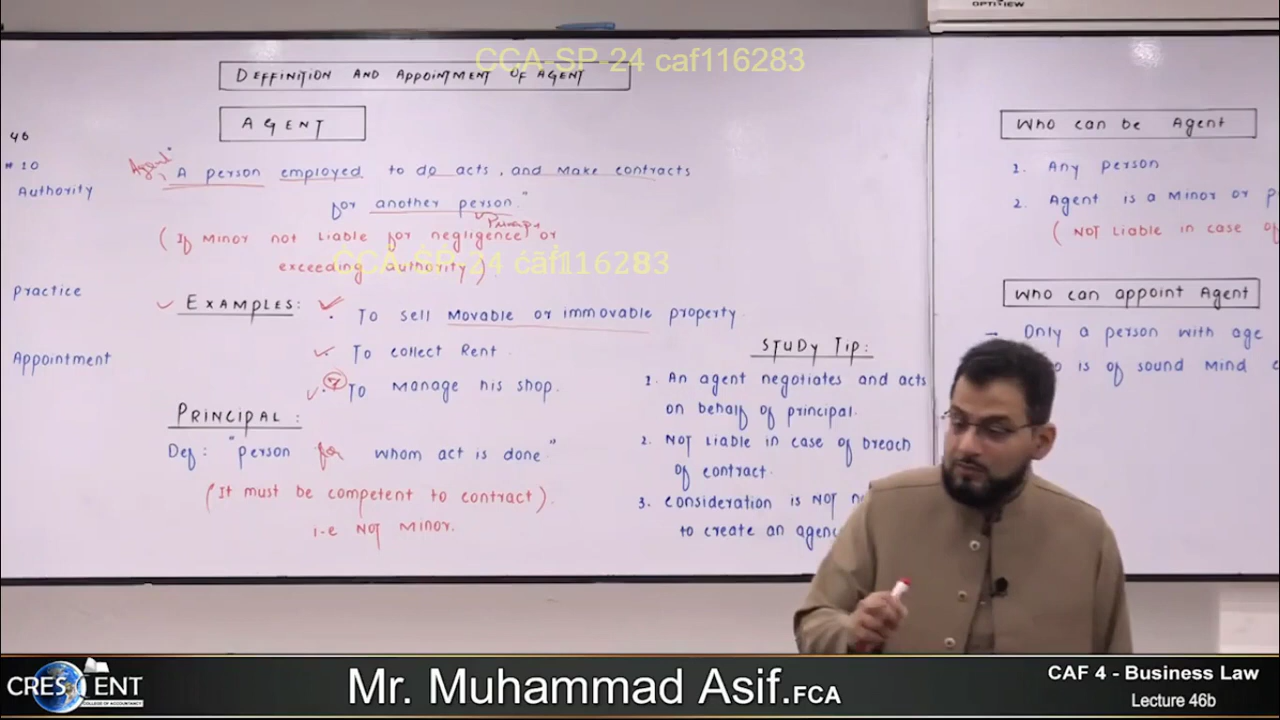 OPTIVIEW
CCA-SP-24 caf116283
DEFFINITION AND APPOINTMENT OF AGENT
AGENT
46
# 10
Authority
Practice
Appointment
Agent "
A person employed to do acts, and make contracts
for another person."
(If Minor not Liable for negligence or
exceeding authority)
CCA-SP-24 caf116283
EXAMPLES:
To sell Movable or immovable property
To collect Rent.
To manage his shop.
PRINCIPAL:
Def: "person for whom act is done"
(It must be competent to contract).
i-e NOT MINOR.
STUDY TIP:
1. An agent negotiates and acts
on behalf of principal.
2. NOT Liable in case of breach
of contract.
3. Consideration is NOT
to create an agenc
Who can be Agent
1. Any person
2. Agent is a Minor or
(NOT Liable in case of
Who can appoint Agent
- Only a person with age
is of sound Mind
CRESCENT
COLLEGE OF ACCOUNTANCY
Mr. Muhammad Asif.FCA
CAF 4 - Business Law
Lecture 46b